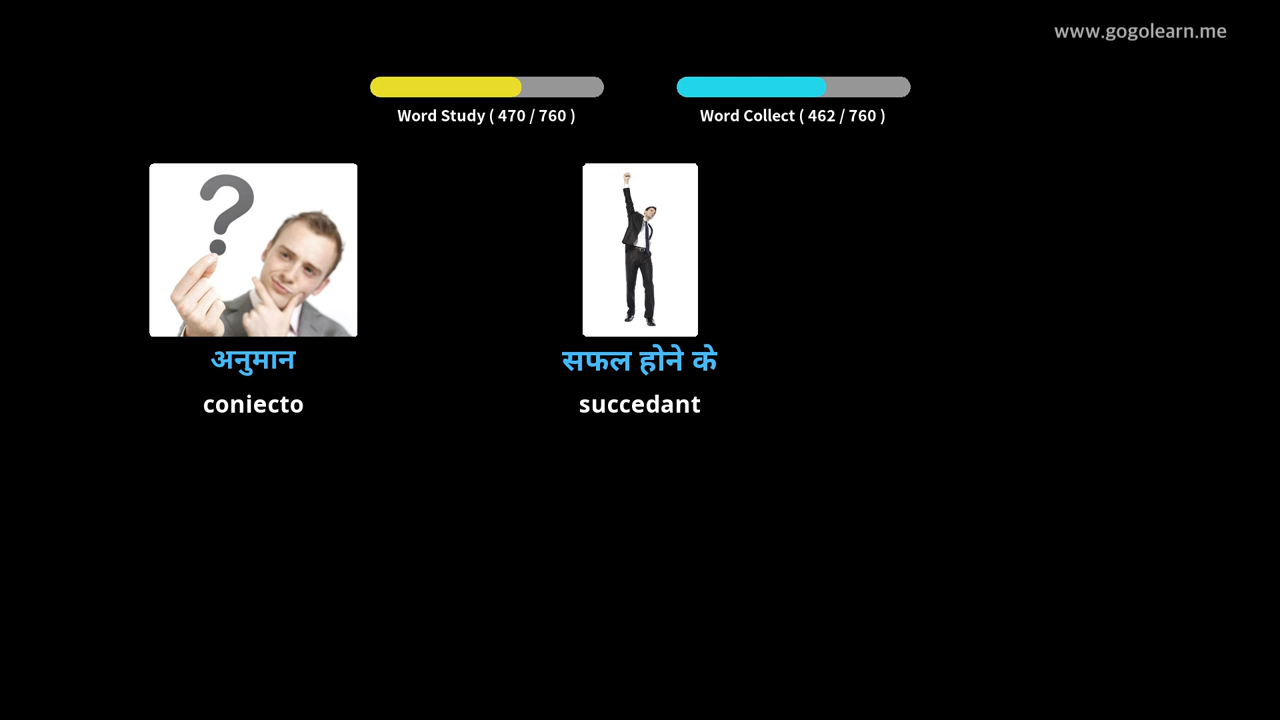 www.gogolearn.me
Word Study ( 470 / 760 )
Word Collect ( 462 / 760 )
?
अनुमान
coniecto
सफल होने के
succedant